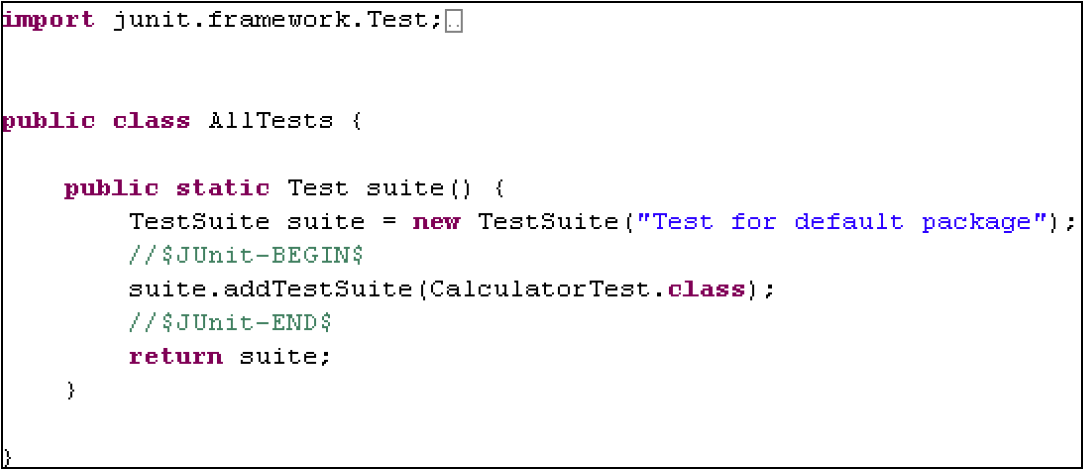 import junit.framework.Test;
public class AllTests {
public static Test suite() {
TestSuite suite = new TestSuite("Test for default package");
//$JUnit-BEGIN$
suite.addTestSuite(CalculatorTest.class);
//$JUnit-END$
return suite;
}
}